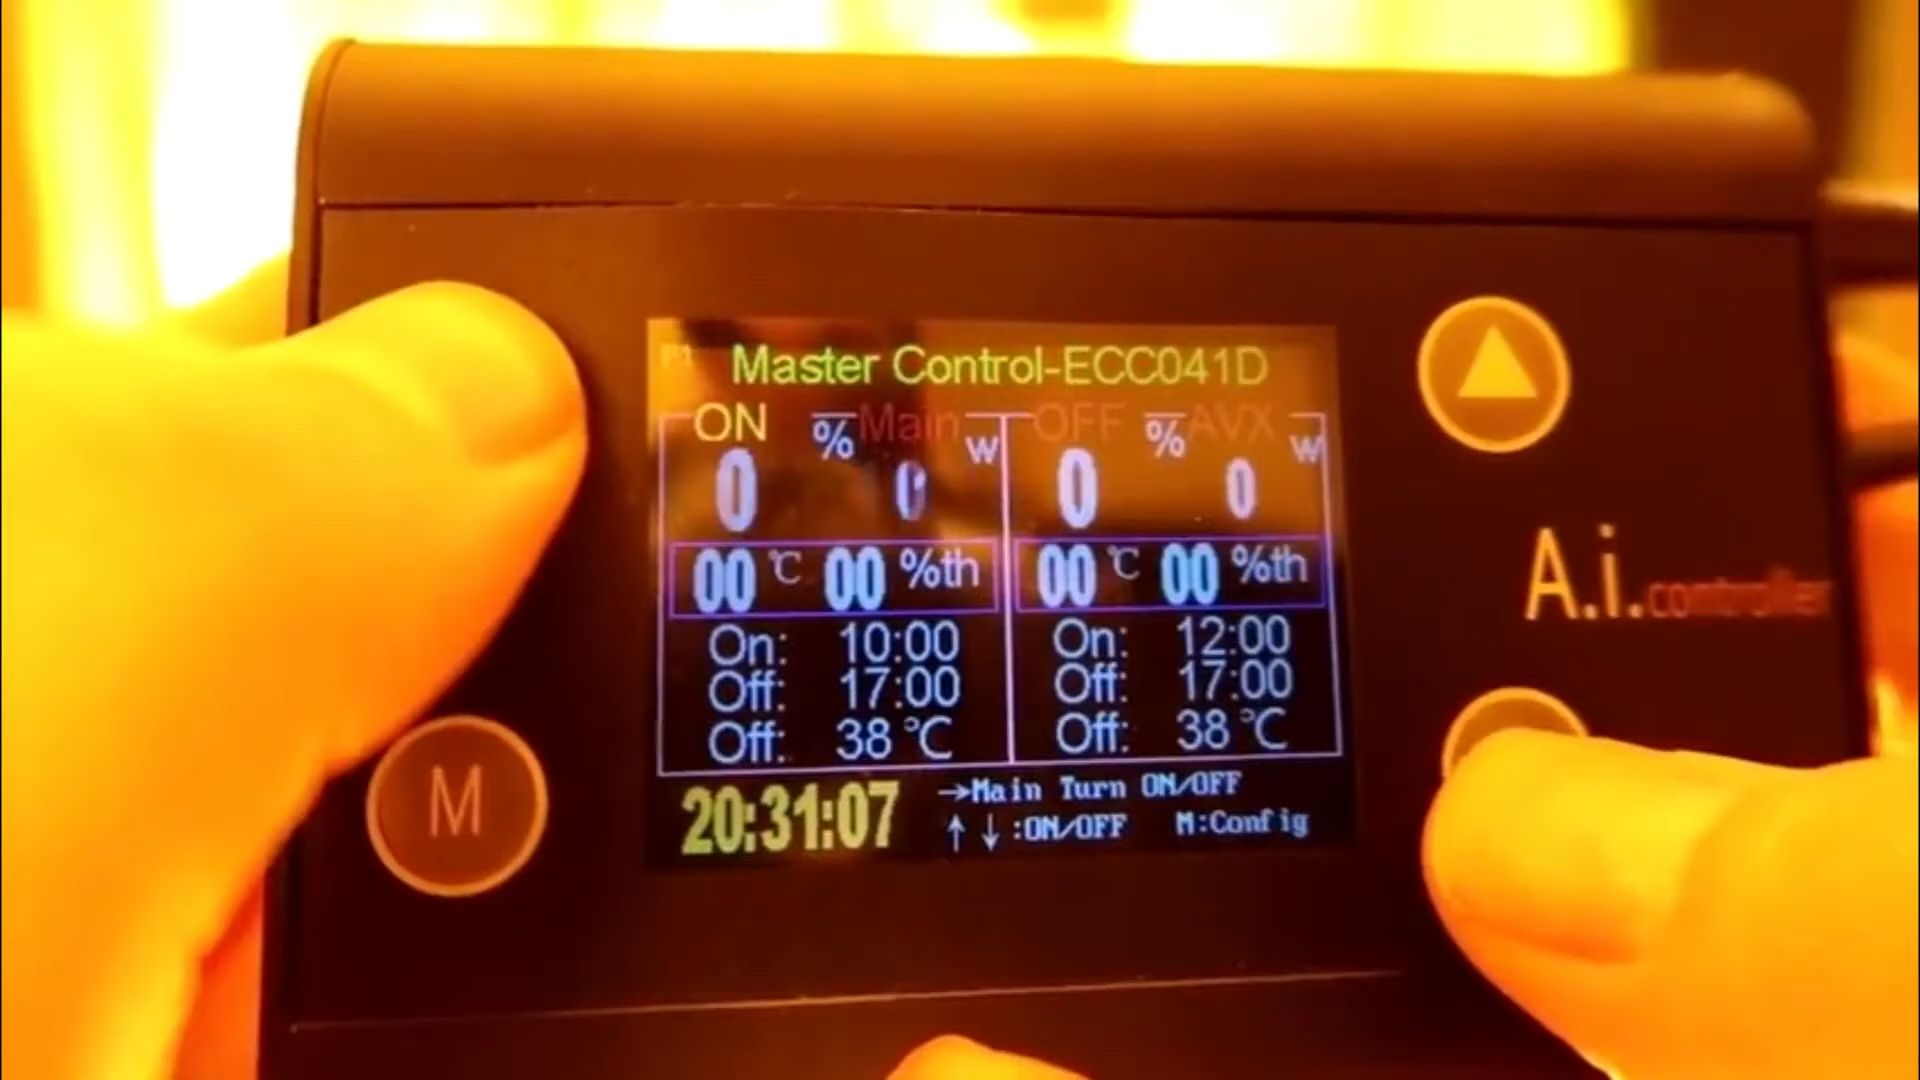 P1
Master Control-ECC041D
ON % Main w OFF % AVX w
0 0 0 0
00 ℃ 00 %th 00 ℃ 00 %th
On: 10:00 On: 12:00
Off: 17:00 Off: 17:00
Off: 38 ℃ Off: 38 ℃
20:31:07
→Main Turn ON/OFF
↑ ↓ :ON/OFF M:Config
M
A.i.controller